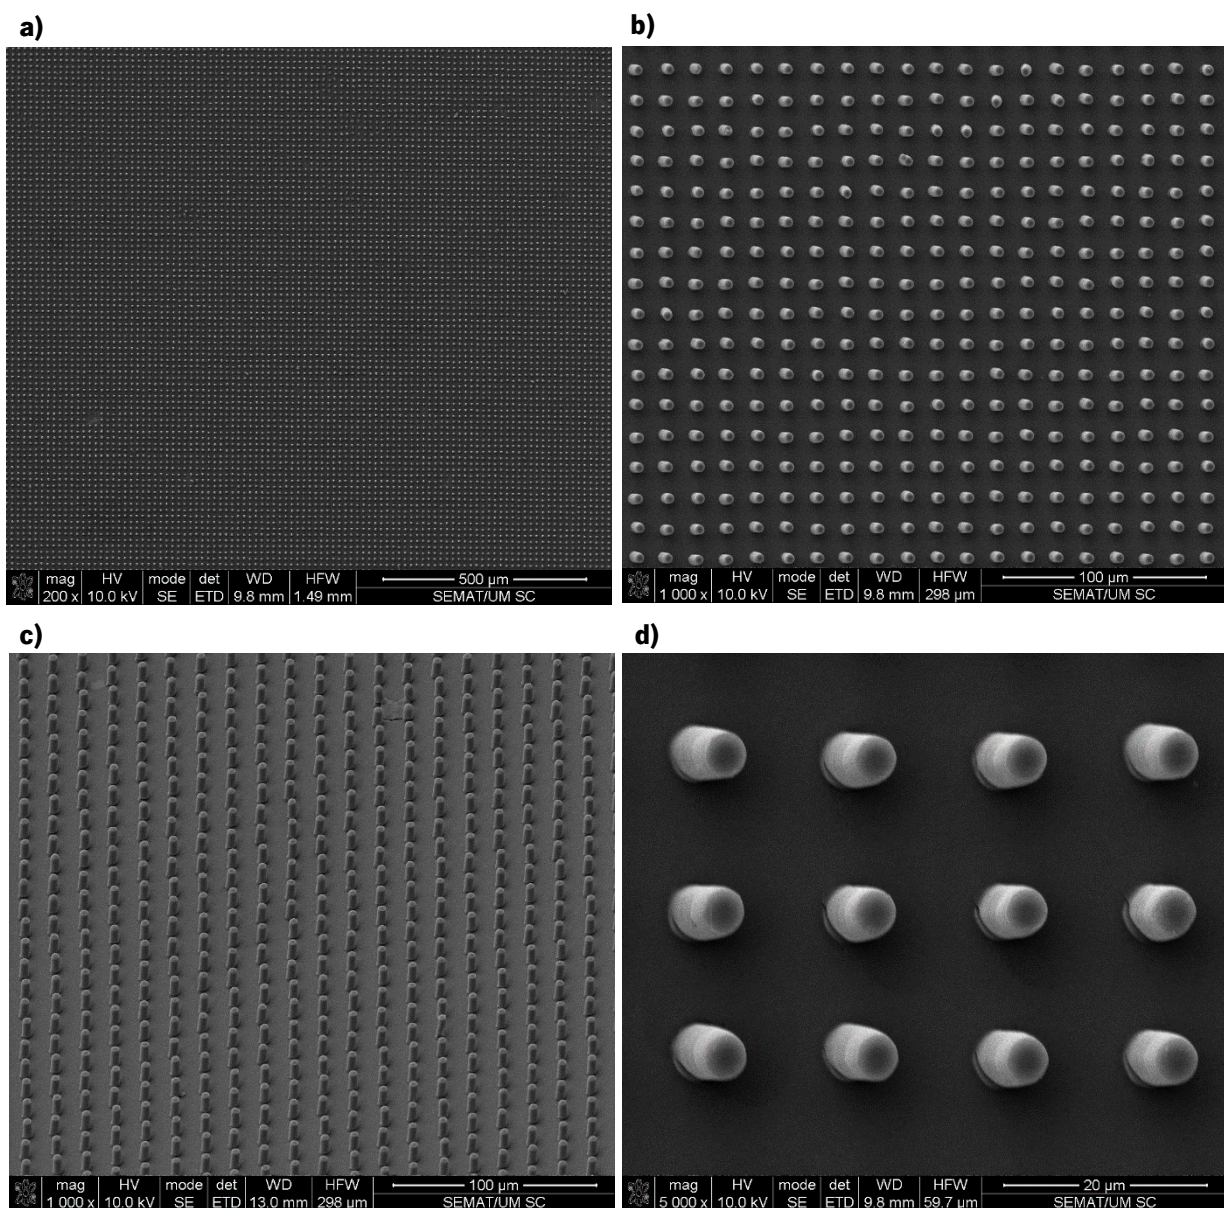 a)
mag HV mode det WD HFW 500 µm
200 x 10.0 kV SE ETD 9.8 mm 1.49 mm SEMAT/UM SC
b)
mag HV mode det WD HFW 100 µm
1 000 x 10.0 kV SE ETD 9.8 mm 298 µm SEMAT/UM SC
c)
mag HV mode det WD HFW 100 µm
1 000 x 10.0 kV SE ETD 13.0 mm 298 µm SEMAT/UM SC
d)
mag HV mode det WD HFW 20 µm
5 000 x 10.0 kV SE ETD 9.8 mm 59.7 µm SEMAT/UM SC